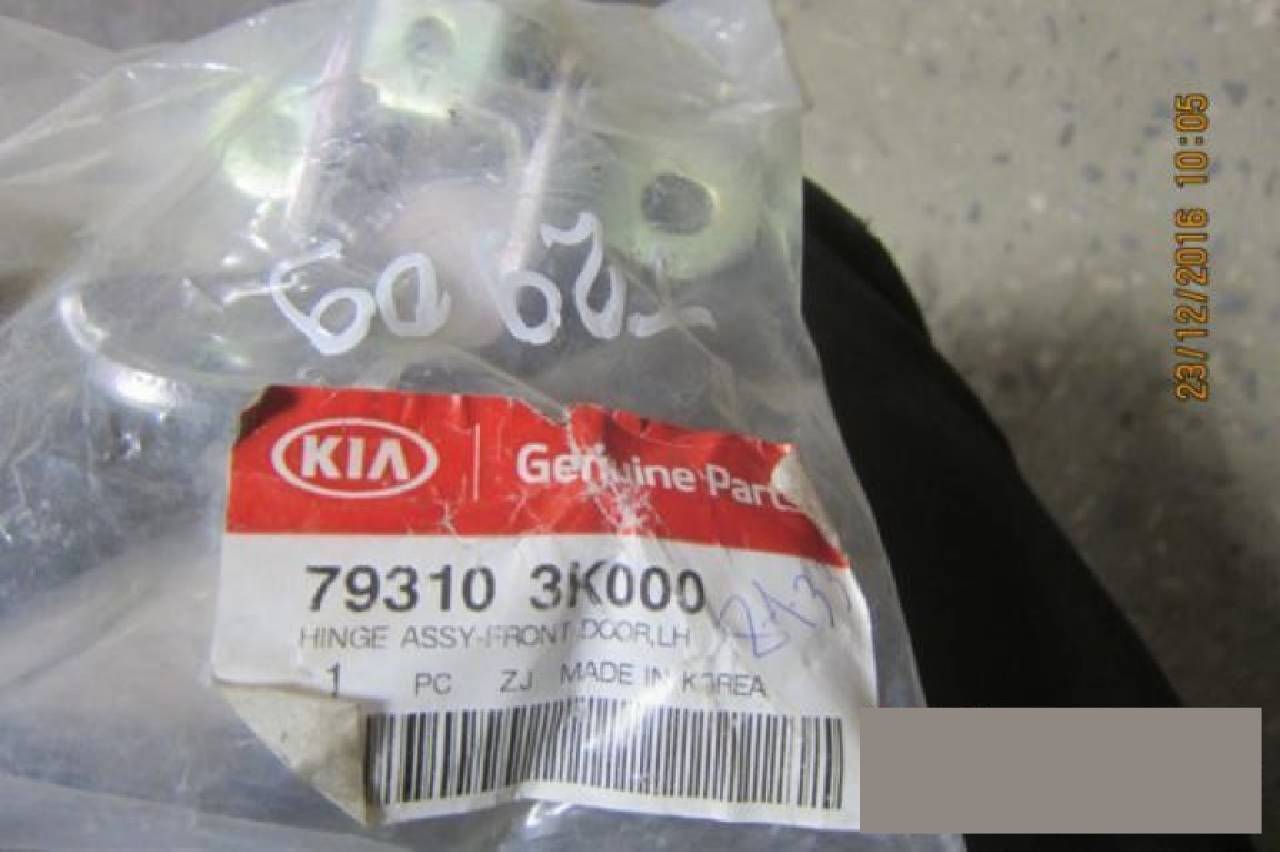 KIA Genuine Parts
79310 3K000
HINGE ASSY-FRONT DOOR,LH
1 PC ZJ MADE IN KOREA
23/12/2016 10:05